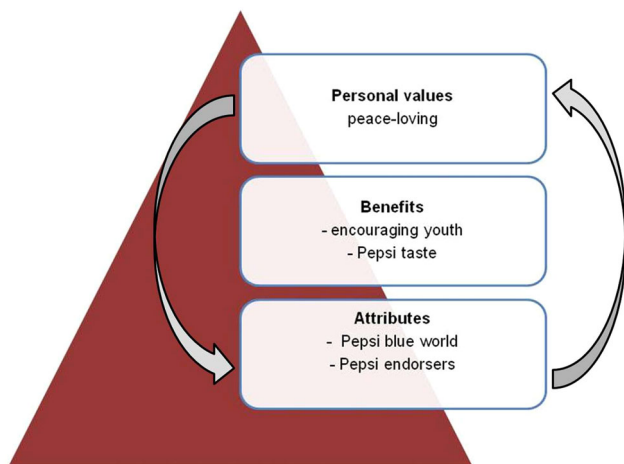 Personal values
peace-loving
Benefits
- encouraging youth
- Pepsi taste
Attributes
- Pepsi blue world
- Pepsi endorsers